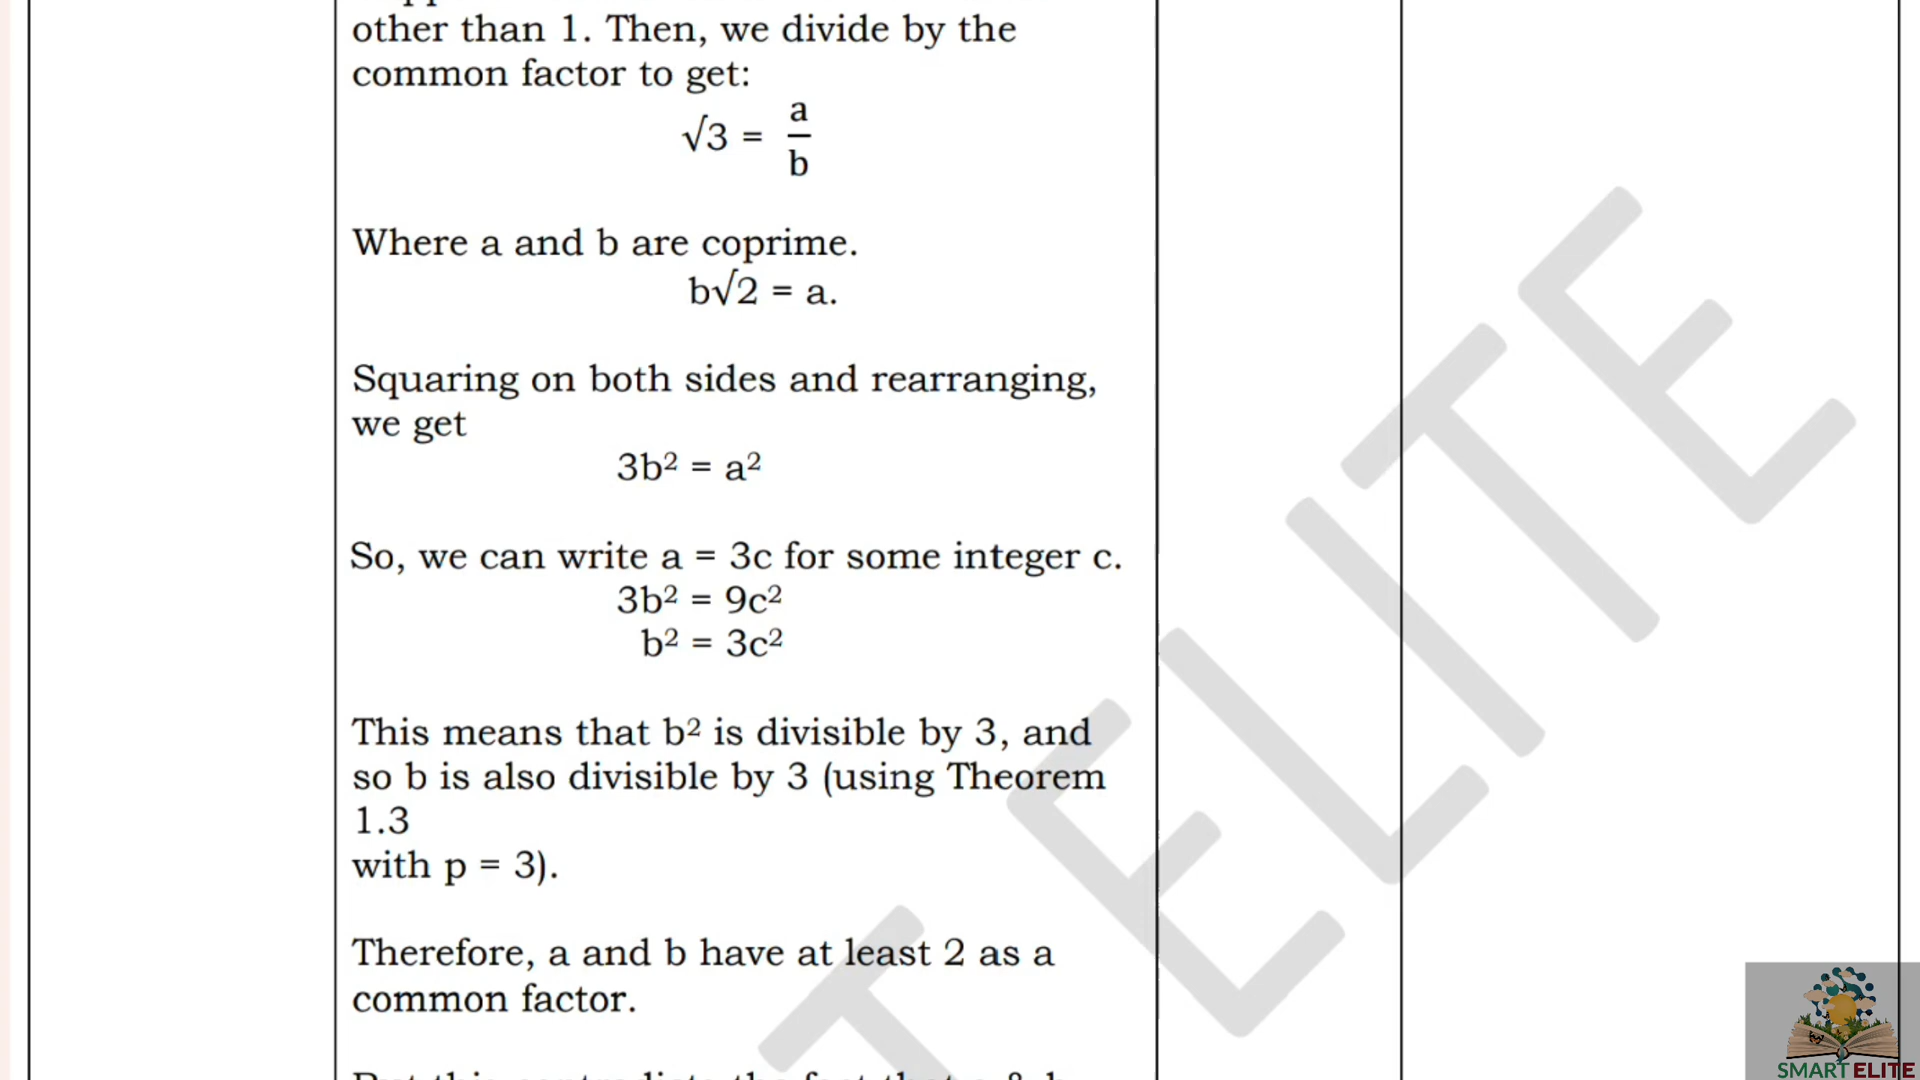 other than 1. Then, we divide by the
common factor to get:
√3 = a/b
Where a and b are coprime.
b√2 = a.
Squaring on both sides and rearranging,
we get
3b² = a²
So, we can write a = 3c for some integer c.
3b² = 9c²
b² = 3c²
This means that b² is divisible by 3, and
so b is also divisible by 3 (using Theorem
1.3
with p = 3).
Therefore, a and b have at least 2 as a
common factor.
T ELITE
SMART ELITE